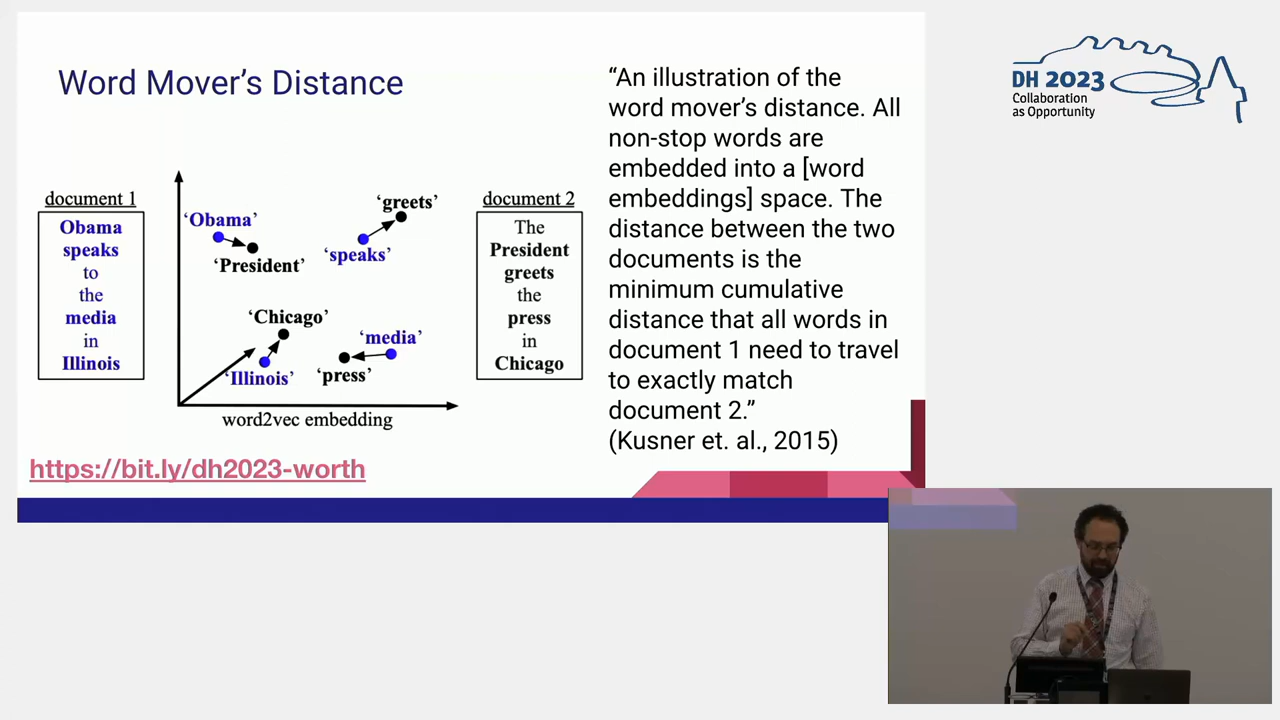 Word Mover's Distance
document 1
Obama
speaks
to
the
media
in
Illinois
'Obama'
'President'
'greets'
'speaks'
'Chicago'
'Illinois'
'media'
'press'
word2vec embedding
document 2
The
President
greets
the
press
in
Chicago
https://bit.ly/dh2023-worth
“An illustration of the
word mover's distance. All
non-stop words are
embedded into a [word
embeddings] space. The
distance between the two
documents is the
minimum cumulative
distance that all words in
document 1 need to travel
to exactly match
document 2.”
(Kusner et. al., 2015)
DH 2023
Collaboration
as Opportunity